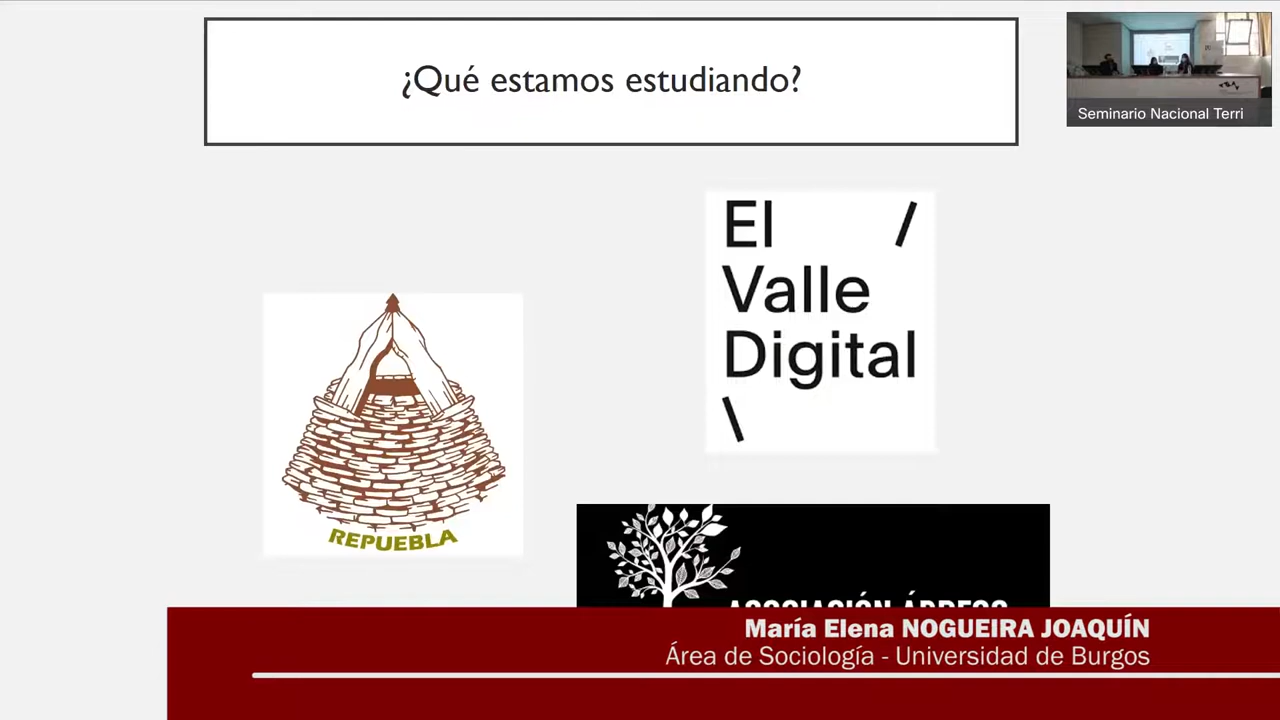 ¿Qué estamos estudiando?
Seminario Nacional Terri
El /
Valle
Digital
\
REPUEBLA
María Elena NOGUEIRA JOAQUÍN
Área de Sociología - Universidad de Burgos